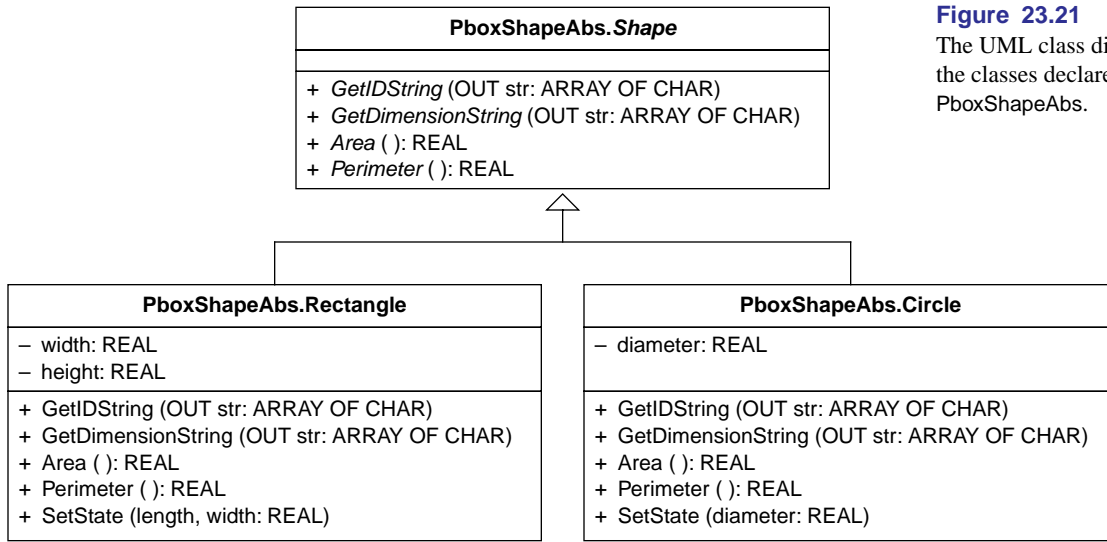 PboxShapeAbs.Shape
+ GetIDString (OUT str: ARRAY OF CHAR)
+ GetDimensionString (OUT str: ARRAY OF CHAR)
+ Area ( ): REAL
+ Perimeter ( ): REAL
Figure 23.21
The UML class di
the classes declare
PboxShapeAbs.
PboxShapeAbs.Rectangle
– width: REAL
– height: REAL
+ GetIDString (OUT str: ARRAY OF CHAR)
+ GetDimensionString (OUT str: ARRAY OF CHAR)
+ Area ( ): REAL
+ Perimeter ( ): REAL
+ SetState (length, width: REAL)
PboxShapeAbs.Circle
– diameter: REAL
+ GetIDString (OUT str: ARRAY OF CHAR)
+ GetDimensionString (OUT str: ARRAY OF CHAR)
+ Area ( ): REAL
+ Perimeter ( ): REAL
+ SetState (diameter: REAL)